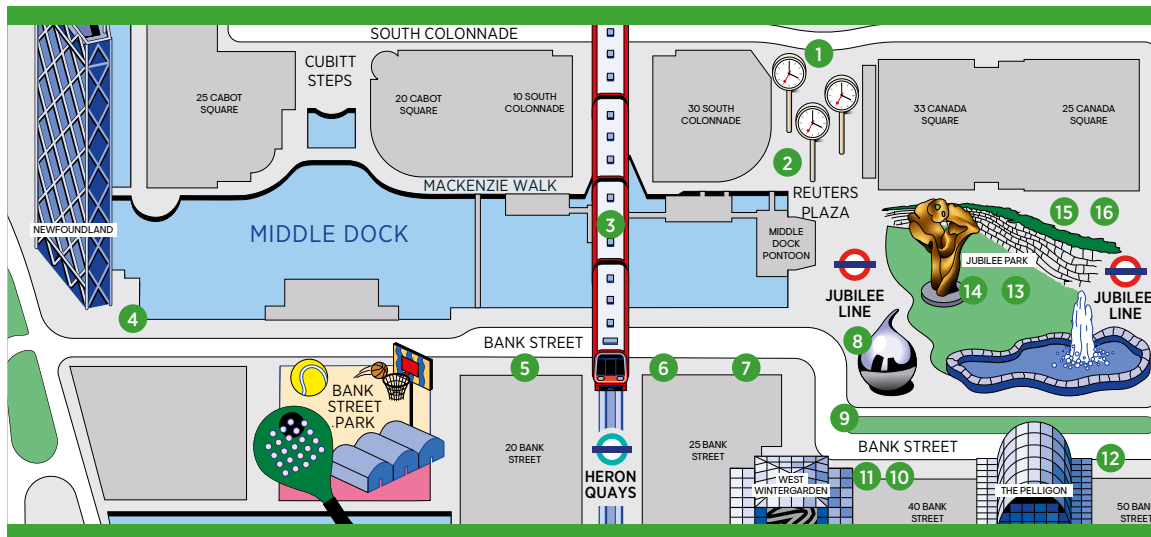 SOUTH COLONNADE
CUBITT
STEPS
1
25 CABOT
SQUARE
20 CABOT
SQUARE
10 SOUTH
COLONNADE
30 SOUTH
COLONNADE
33 CANADA
SQUARE
25 CANADA
SQUARE
2
MACKENZIE WALK
REUTERS
PLAZA
15
16
NEWFOUNDLAND
MIDDLE DOCK
3
MIDDLE
DOCK
PONTOON
JUBILEE PARK
JUBILEE
LINE
14
13
JUBILEE
LINE
4
BANK STREET
8
5
6
7
BANK
STREET
PARK
9
BANK STREET
20 BANK
STREET
HERON
QUAYS
25 BANK
STREET
12
11
10
WEST
WINTERGARDEN
THE PELLIGON
40 BANK
STREET
50 BAN
STREET